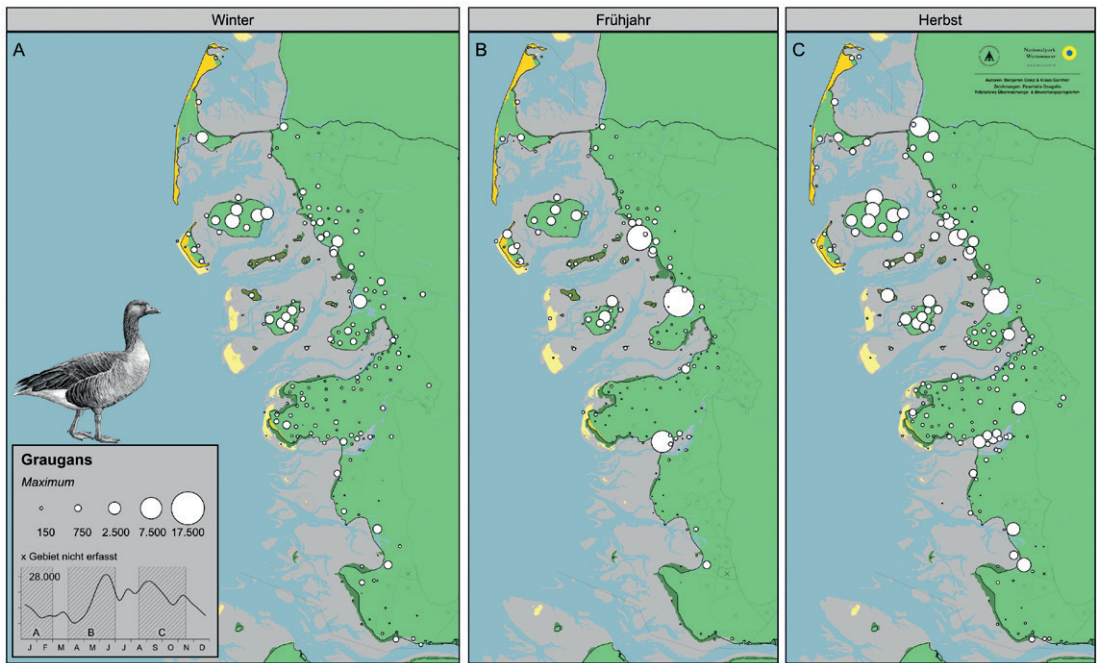 Winter
Frühjahr
Herbst
A
B
C
Nationalpark
Wattenmeer
Graugans
Maximum
150 750 2.500 7.500 17.500
x Gebiet nicht erfasst
28.000
A B C
J F M A M J J A S O N D